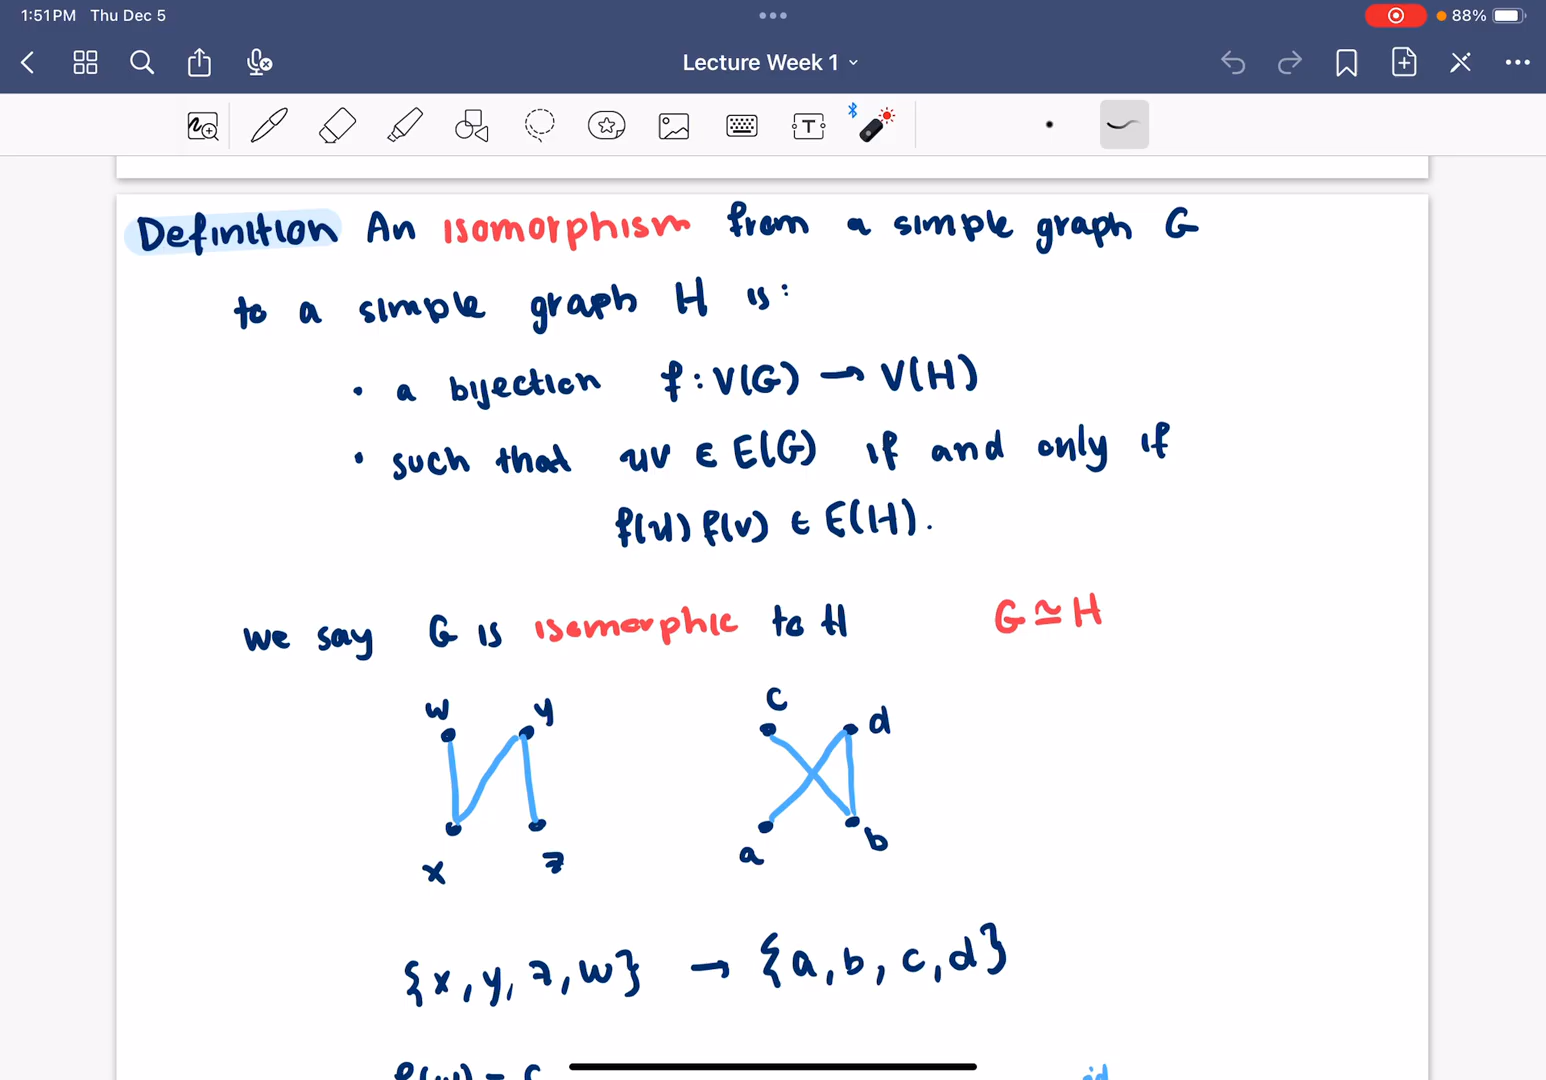 1:51 PM Thu Dec 5
88%
Lecture Week 1
T
Definition An isomorphism from a simple graph G
to a simple graph H is:
• a bijection f : V(G) → V(H)
• such that uv ∈ E(G) if and only if
f(u) f(v) ∈ E(H).
we say G is isomorphic to H G ≅ H
w y c d
x z a b
{x, y, z, w} → {a, b, c, d}
f(w) = c